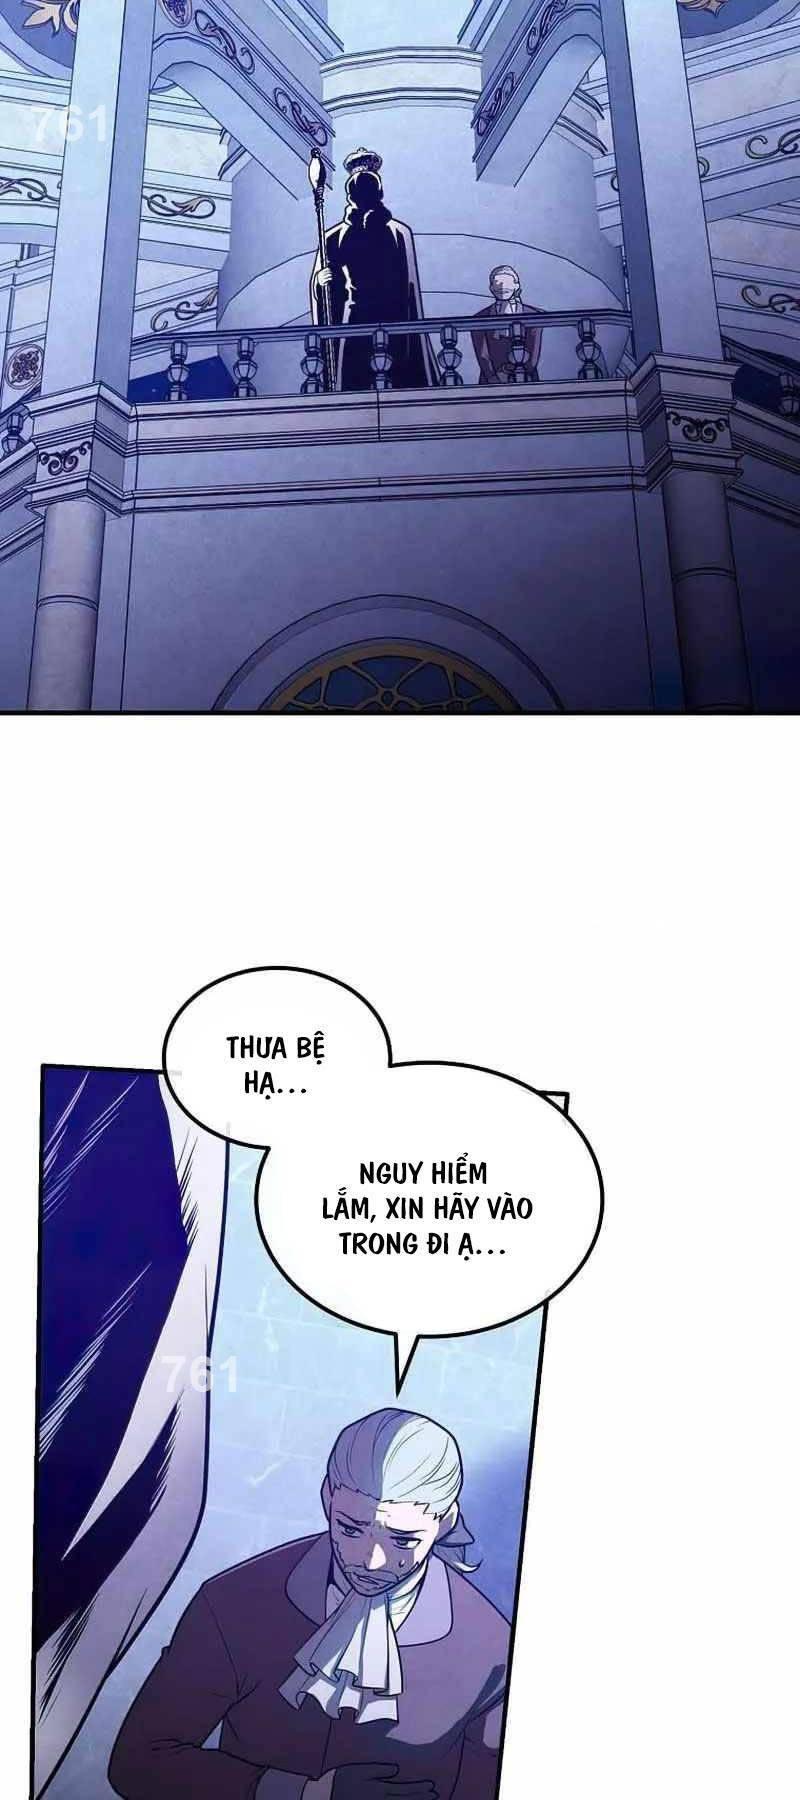 761
THƯA BỆ
HẠ...
NGUY HIỂM
LẮM, XIN HÃY VÀO
TRONG ĐI Ạ...
761